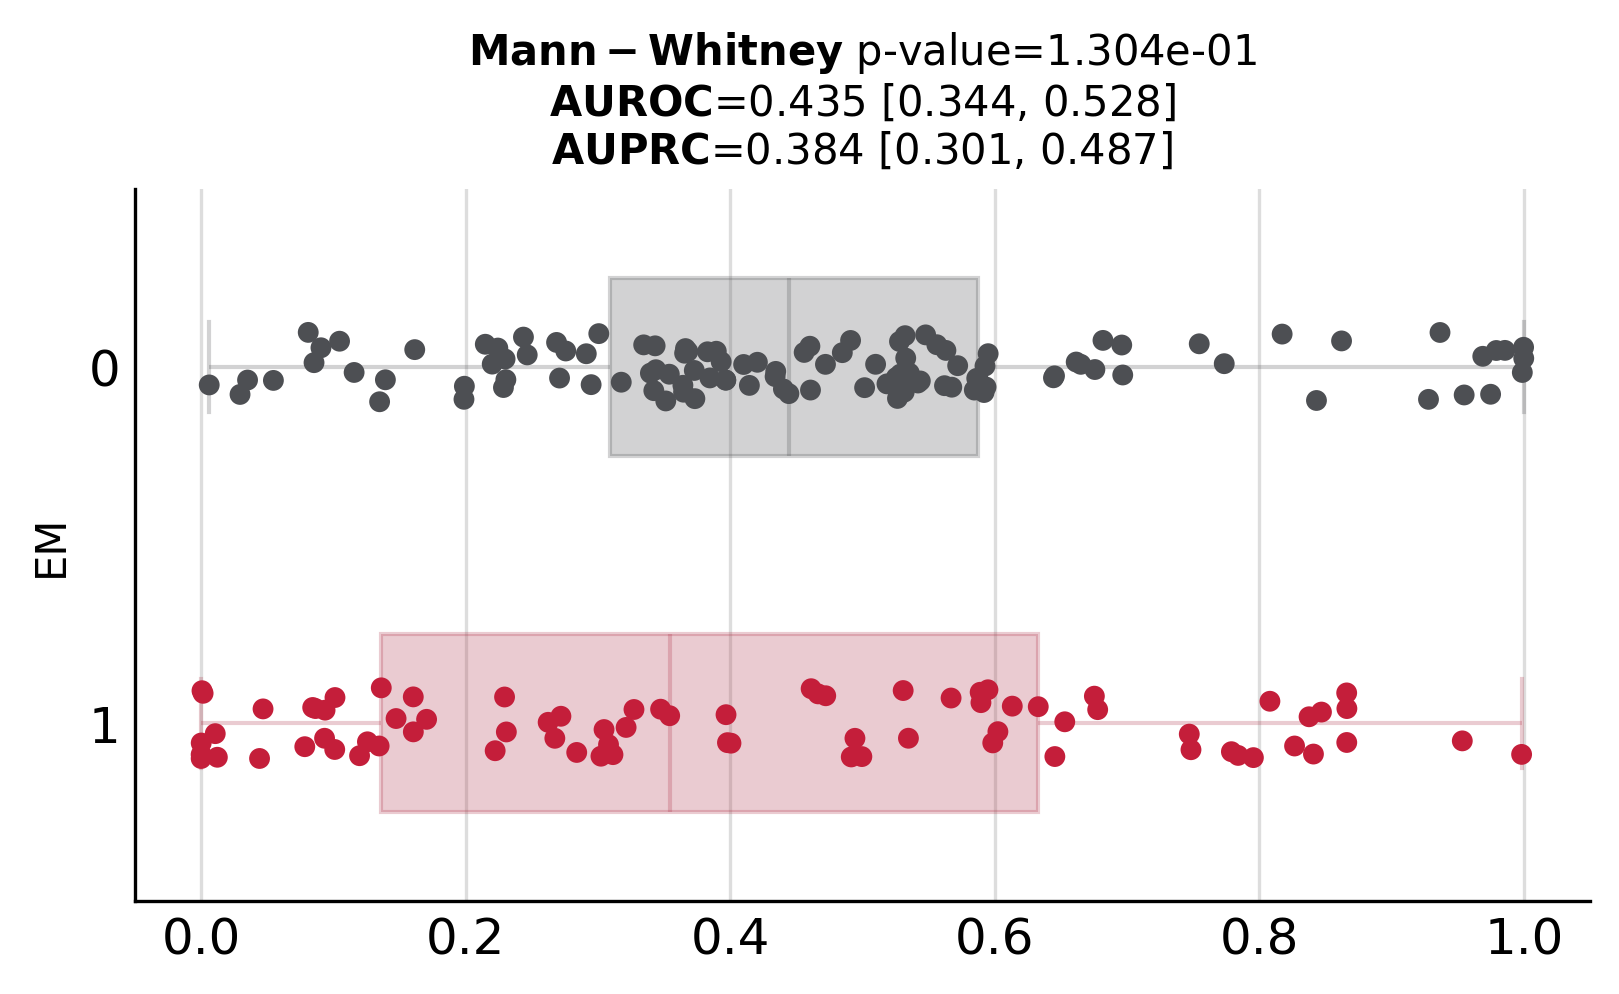 Mann−Whitney p-value=1.304e-01
AUROC=0.435 [0.344, 0.528]
AUPRC=0.384 [0.301, 0.487]
0
EM
1
0.0 0.2 0.4 0.6 0.8 1.0